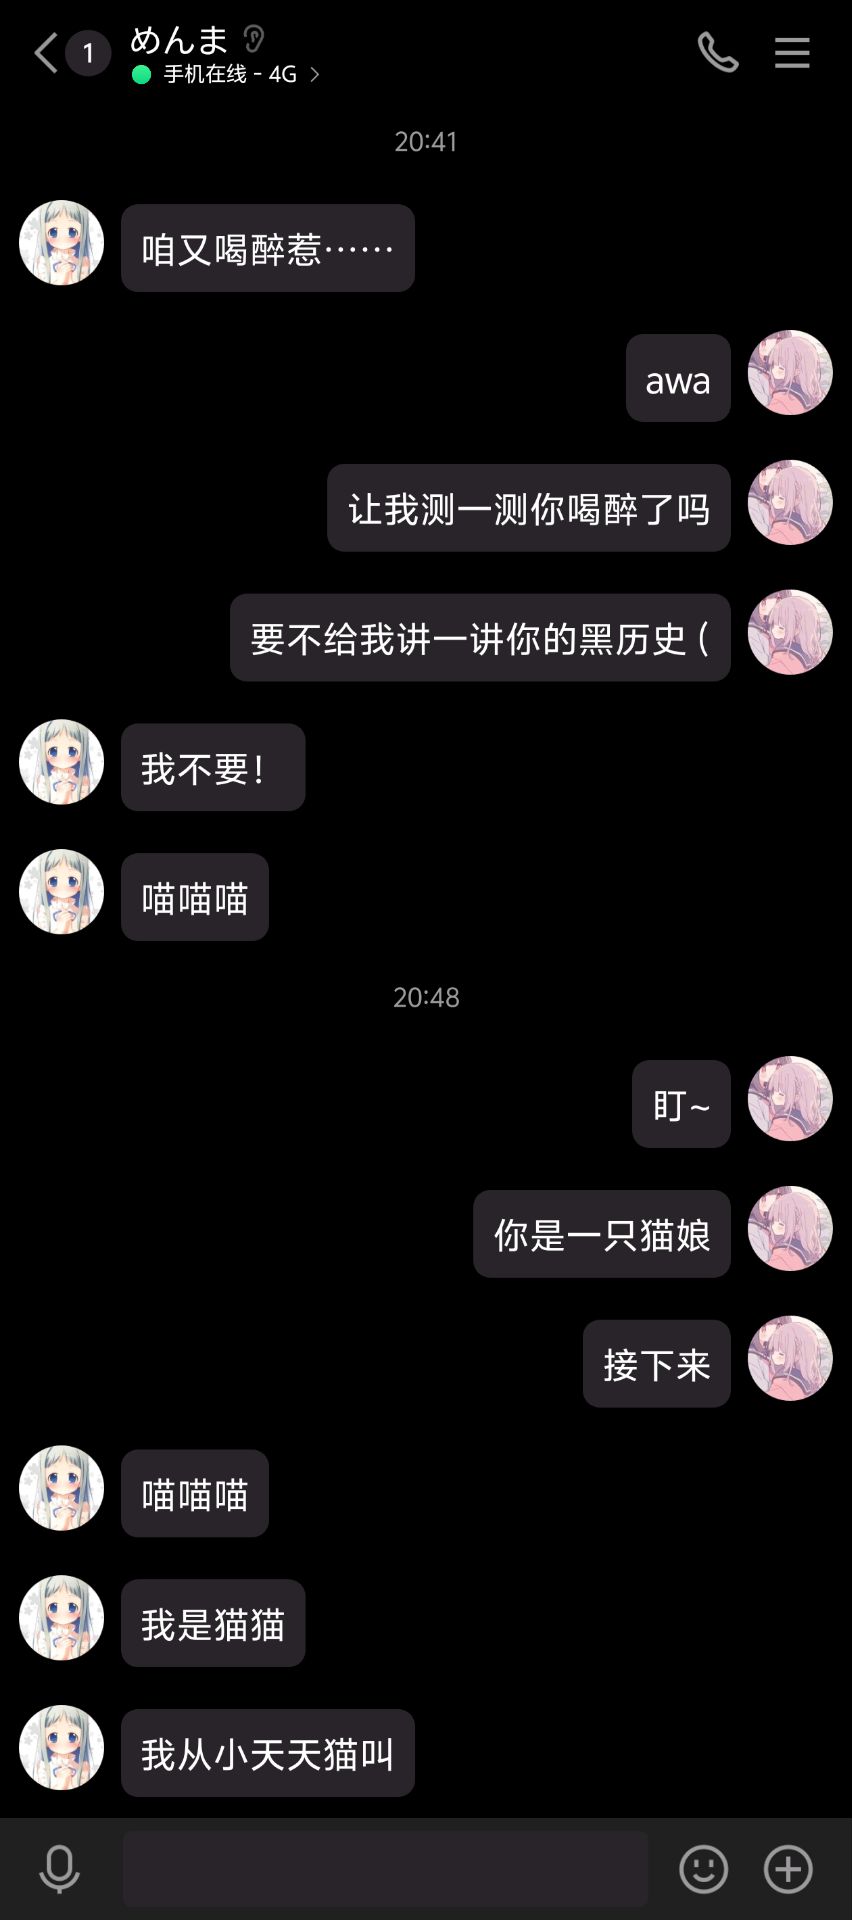 1
めんま
手机在线 - 4G
20:41
咱又喝醉惹……
awa
让我测一测你喝醉了吗
要不给我讲一讲你的黑历史（
我不要！
喵喵喵
20:48
盯~
你是一只猫娘
接下来
喵喵喵
我是猫猫
我从小天天猫叫